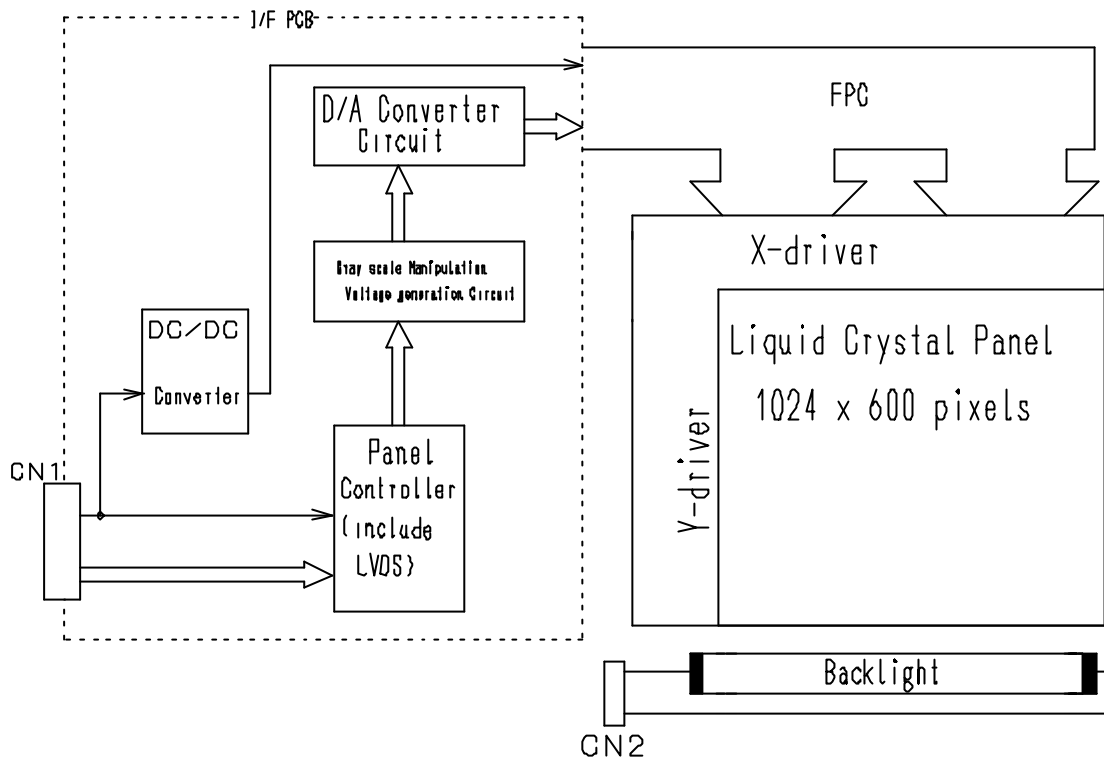 I/F PCB
D/A Converter
Circuit
FPC
X-driver
Gray scale Manipulation
Voltage generation Circuit
DC/DC
Converter
Liquid Crystal Panel
1024 x 600 pixels
Y-driver
CN1
Panel
Controller
(include
LVDS)
Backlight
CN2